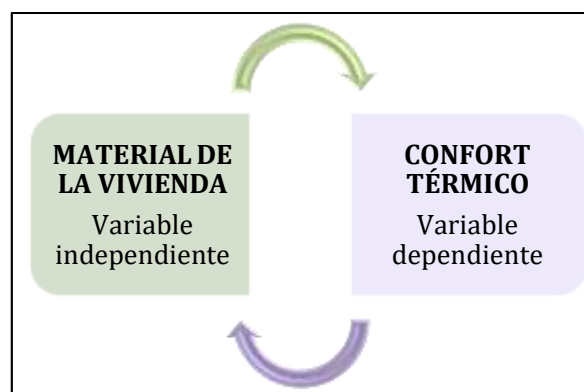 MATERIAL DE
LA VIVIENDA
Variable
independiente
CONFORT
TÉRMICO
Variable
dependiente